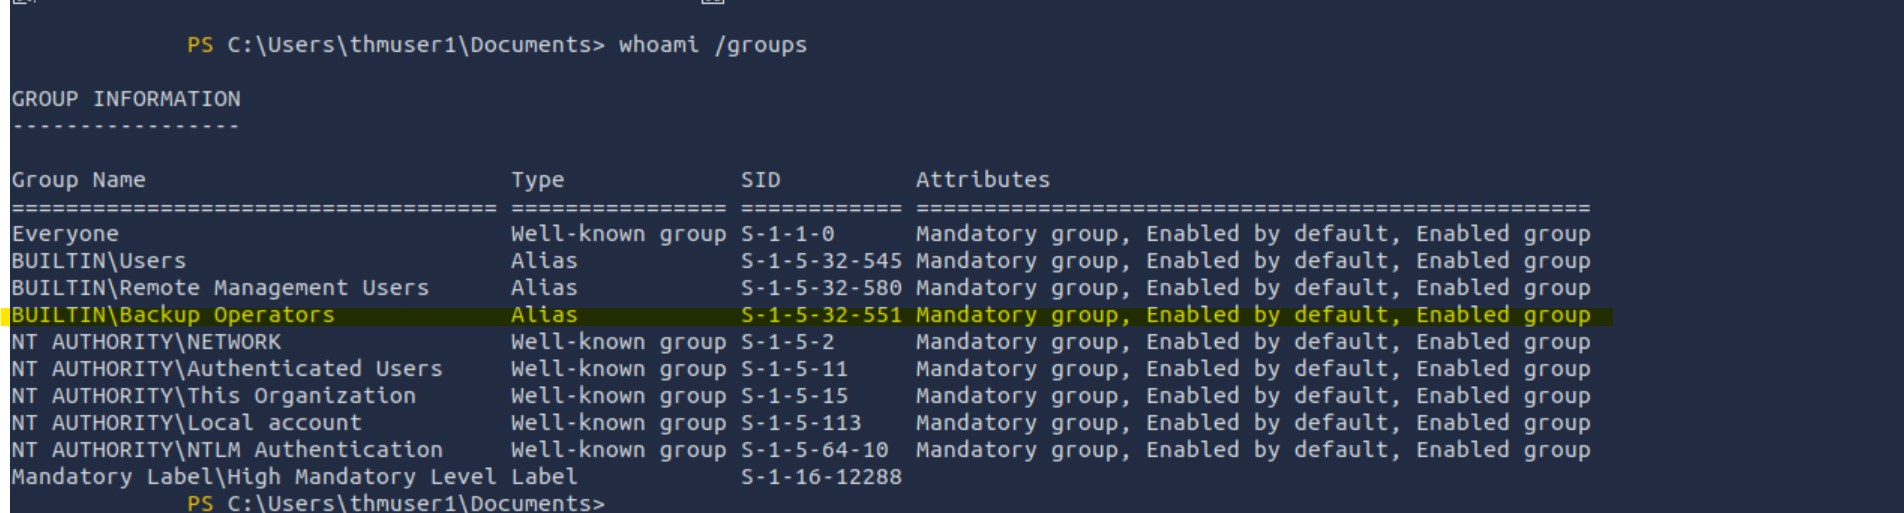 PS C:\Users\thmuser1\Documents> whoami /groups
GROUP INFORMATION
-----------------
Group Name                           Type             SID          Attributes
==================================== ================ ============ ==================================================
Everyone                             Well-known group S-1-1-0      Mandatory group, Enabled by default, Enabled group
BUILTIN\Users                        Alias            S-1-5-32-545 Mandatory group, Enabled by default, Enabled group
BUILTIN\Remote Management Users      Alias            S-1-5-32-580 Mandatory group, Enabled by default, Enabled group
BUILTIN\Backup Operators             Alias            S-1-5-32-551 Mandatory group, Enabled by default, Enabled group
NT AUTHORITY\NETWORK                 Well-known group S-1-5-2      Mandatory group, Enabled by default, Enabled group
NT AUTHORITY\Authenticated Users     Well-known group S-1-5-11     Mandatory group, Enabled by default, Enabled group
NT AUTHORITY\This Organization       Well-known group S-1-5-15     Mandatory group, Enabled by default, Enabled group
NT AUTHORITY\Local account           Well-known group S-1-5-113    Mandatory group, Enabled by default, Enabled group
NT AUTHORITY\NTLM Authentication     Well-known group S-1-5-64-10  Mandatory group, Enabled by default, Enabled group
Mandatory Label\High Mandatory Level Label            S-1-16-12288
PS C:\Users\thmuser1\Documents>